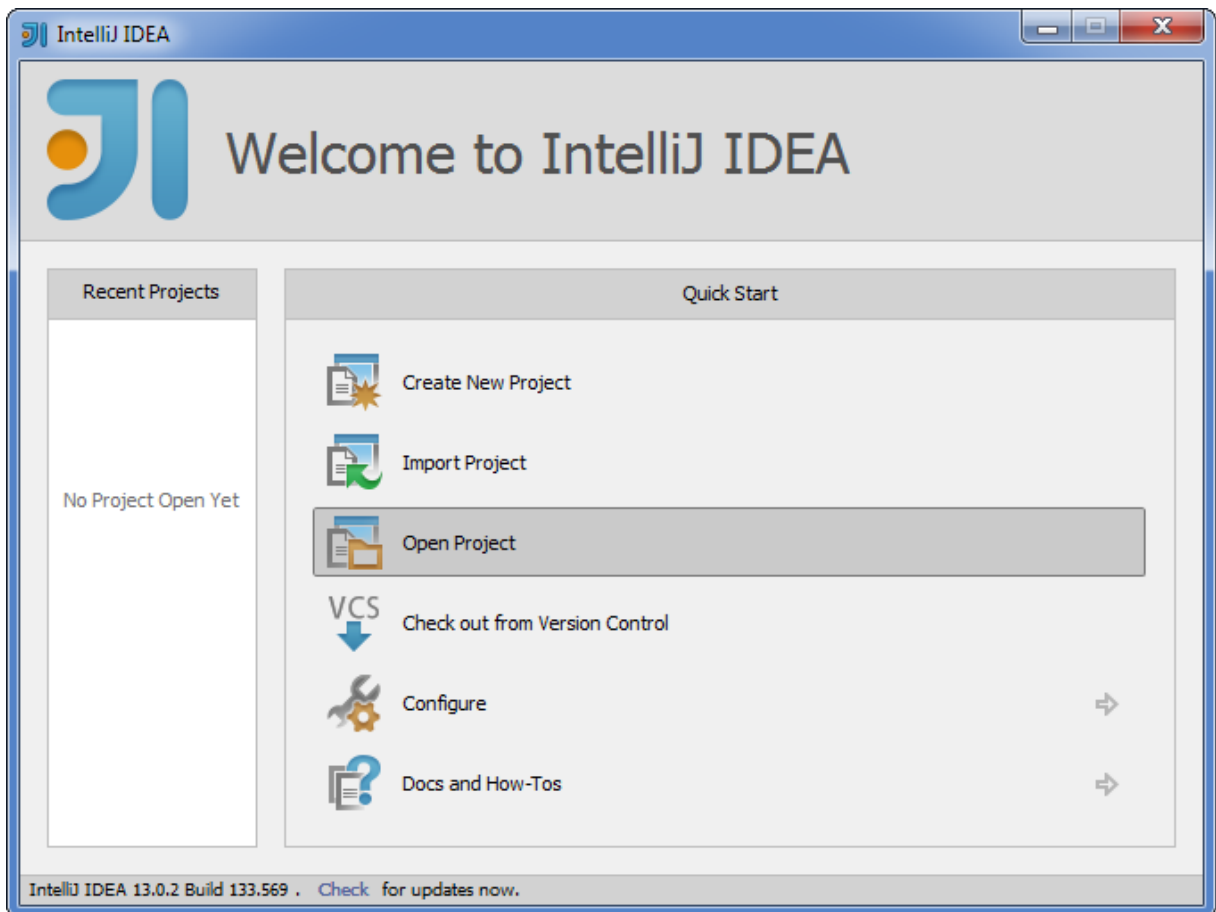 IntelliJ IDEA
Welcome to IntelliJ IDEA
Recent Projects
No Project Open Yet
Quick Start
Create New Project
Import Project
Open Project
VCS
Check out from Version Control
Configure
Docs and How-Tos
IntelliJ IDEA 13.0.2 Build 133.569 . Check for updates now.